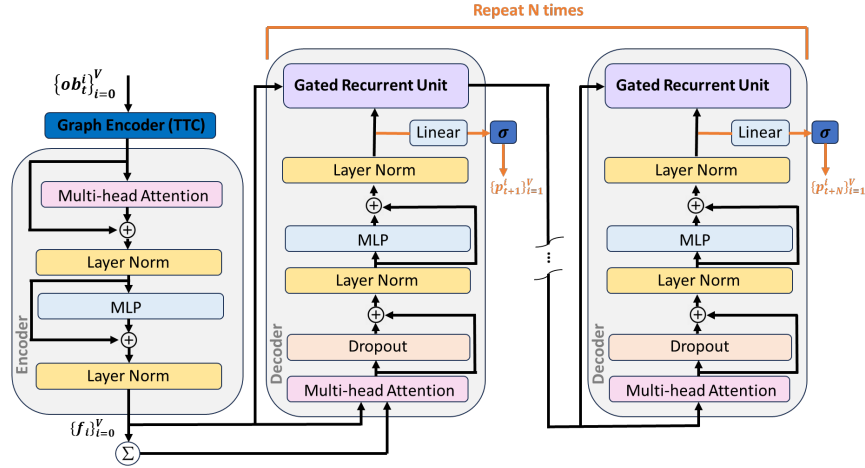 Repeat N times
{ob_t^i}_{i=0}^V
Graph Encoder (TTC)
Multi-head Attention
+
Layer Norm
MLP
+
Layer Norm
Encoder
{f_i}_{i=0}^V
Σ
Gated Recurrent Unit
Linear
σ
{p_{t+1}^i}_{i=1}^V
Layer Norm
+
MLP
Layer Norm
+
Dropout
Multi-head Attention
Decoder
...
Gated Recurrent Unit
Linear
σ
{p_{t+N}^i}_{i=1}^V
Layer Norm
+
MLP
Layer Norm
+
Dropout
Multi-head Attention
Decoder